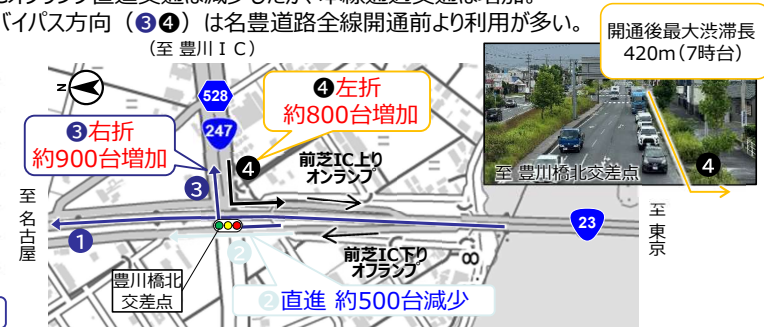 バイパス方向（❸❹）は名豊道路全線開通前より利用が多い。
（至 豊川ＩＣ）
開通後最大渋滞長
420m（7時台）
N
528
247
❹左折
約800台増加
❸右折
約900台増加
❹
❸
前芝IC上り
オンランプ
至 豊川橋北交差点
❹
至 名古屋
❶
23
至 東京
❷
前芝IC下り
オフランプ
豊川橋北
交差点
❷直進 約500台減少